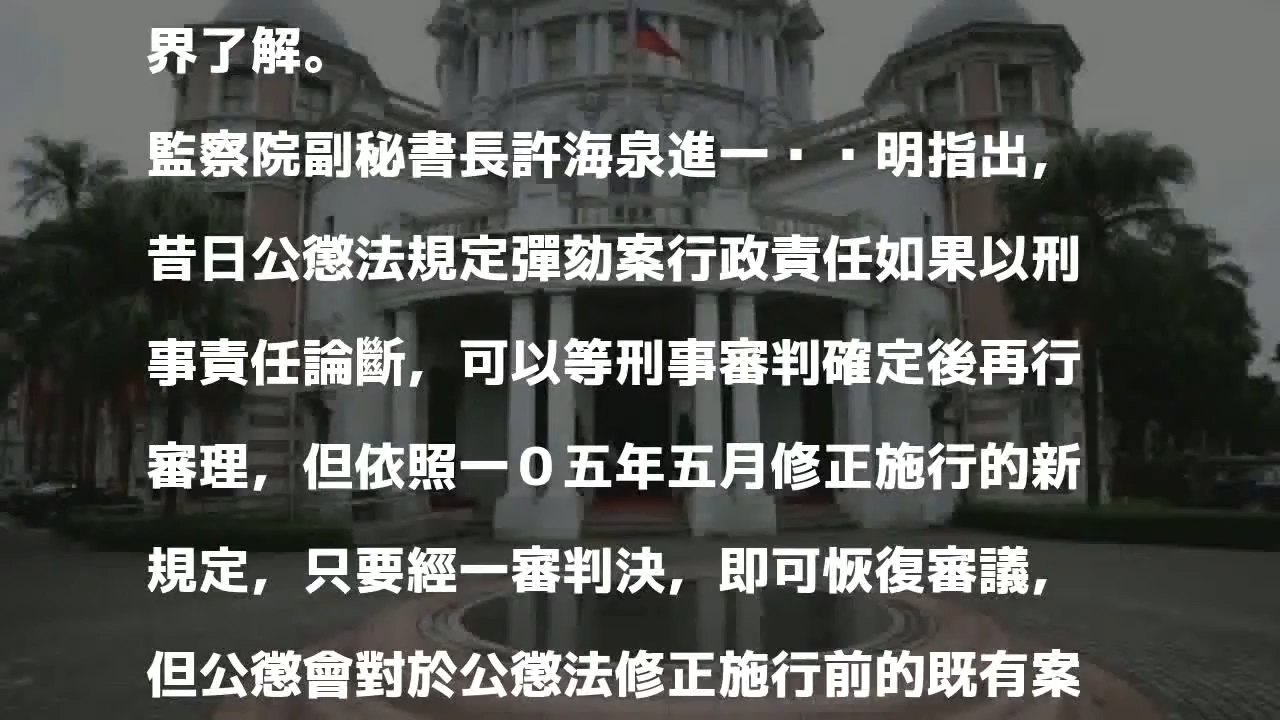 界了解。
監察院副秘書長許海泉進一··明指出，
昔日公懲法規定彈劾案行政責任如果以刑
事責任論斷，可以等刑事審判確定後再行
審理，但依照一０五年五月修正施行的新
規定，只要經一審判決，即可恢復審議，
但公懲會對於公懲法修正施行前的既有案